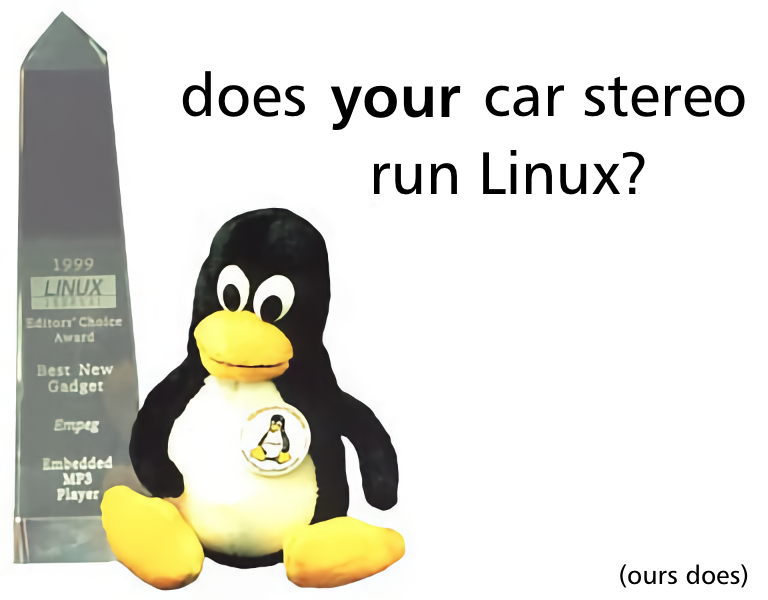 does your car stereo
run Linux?
1999
LINUX
JOURNAL
Editors' Choice
Award
Best New
Gadget
Empeg
Embedded
MP3
Player
(ours does)